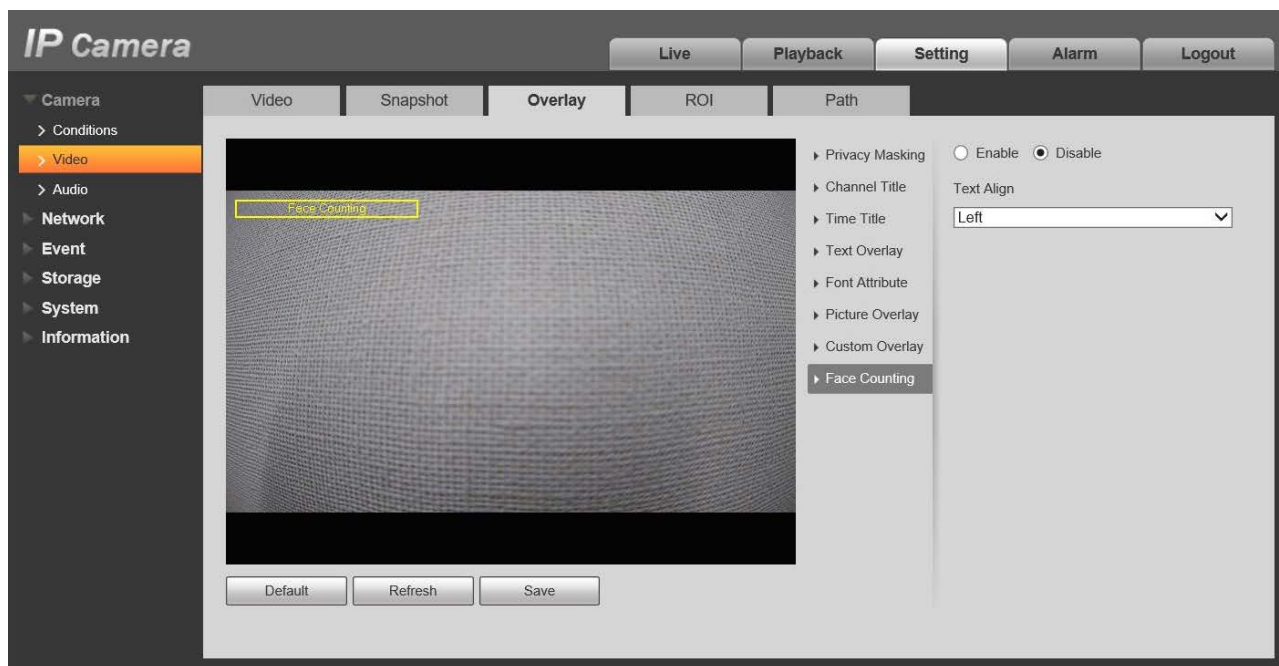 IP Camera
Live
Playback
Setting
Alarm
Logout
Camera
Conditions
Video
Audio
Network
Event
Storage
System
Information
Video
Snapshot
Overlay
ROI
Path
Face Counting
Privacy Masking
Channel Title
Time Title
Text Overlay
Font Attribute
Picture Overlay
Custom Overlay
Face Counting
Enable Disable
Text Align
Left
Default
Refresh
Save